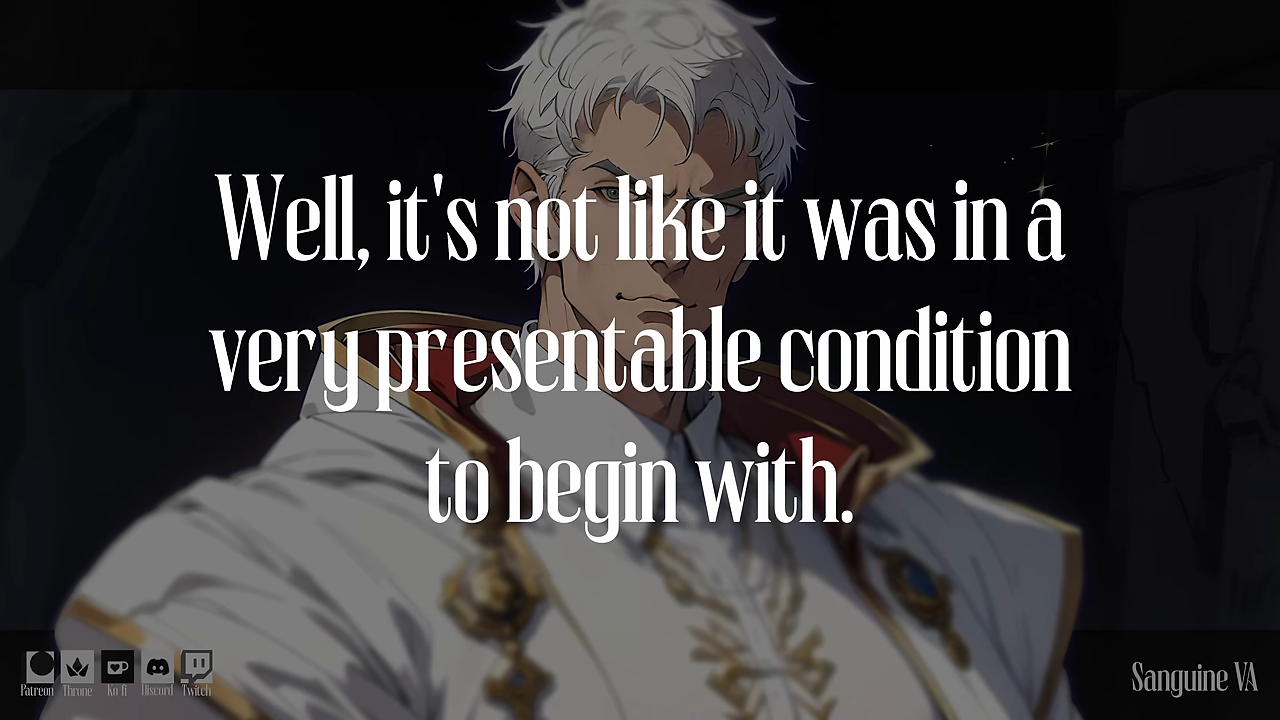 Well, it's not like it was in a
very presentable condition
to begin with.
Patreon Throne Ko fi Discord Twitch
Sanguine VA